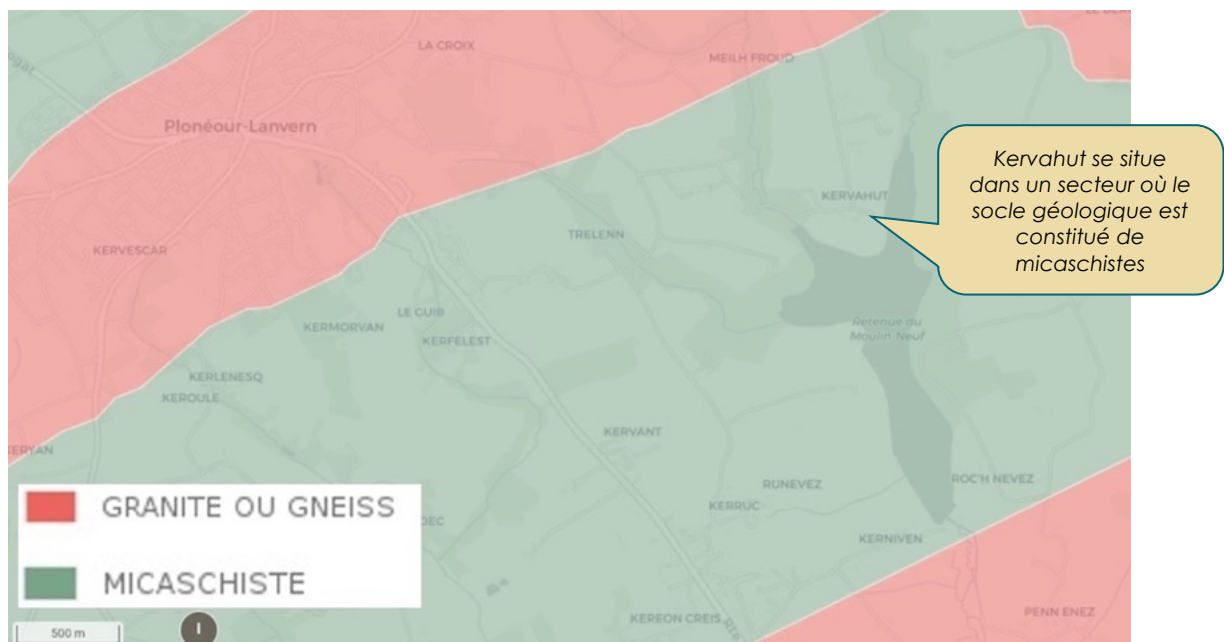 LA CROIX
MEILH FROUD
Plonéour-Lanvern
Kervahut se situe
dans un secteur où le
socle géologique est
constitué de
micaschistes
KERVAHUT
TRELENN
KERVESCAR
LE GUIB
KERMORVAN
KERFELEST
Retenue du
Moulin Neuf
KERLENESQ
KEROULE
KERVANT
KERYAN
RUNEVEZ
ROC'H NEVEZ
KERRUC
GRANITE OU GNEISS
DEC
KERNIVEN
MICASCHISTE
KEREON CREIS
PENN ENEZ
500 m
I